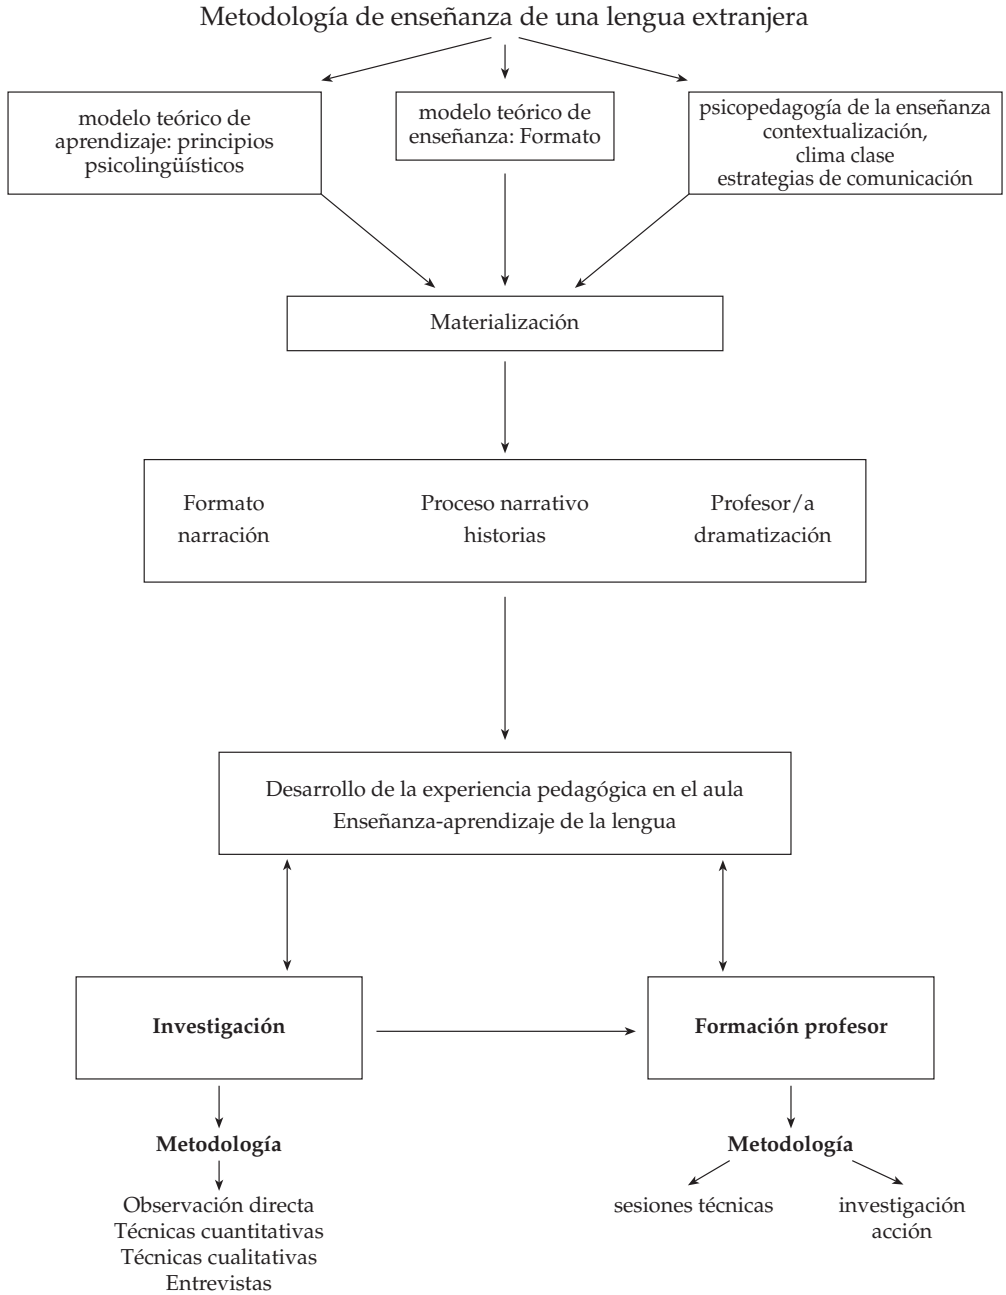 Metodología de enseñanza de una lengua extranjera
modelo teórico de
aprendizaje: principios
psicolingüísticos
modelo teórico de
enseñanza: Formato
psicopedagogía de la enseñanza
contextualización,
clima clase
estrategias de comunicación
Materialización
Formato
narración
Proceso narrativo
historias
Profesor/a
dramatización
Desarrollo de la experiencia pedagógica en el aula
Enseñanza-aprendizaje de la lengua
Investigación
Formación profesor
Metodología
Observación directa
Técnicas cuantitativas
Técnicas cualitativas
Entrevistas
Metodología
sesiones técnicas
investigación
acción